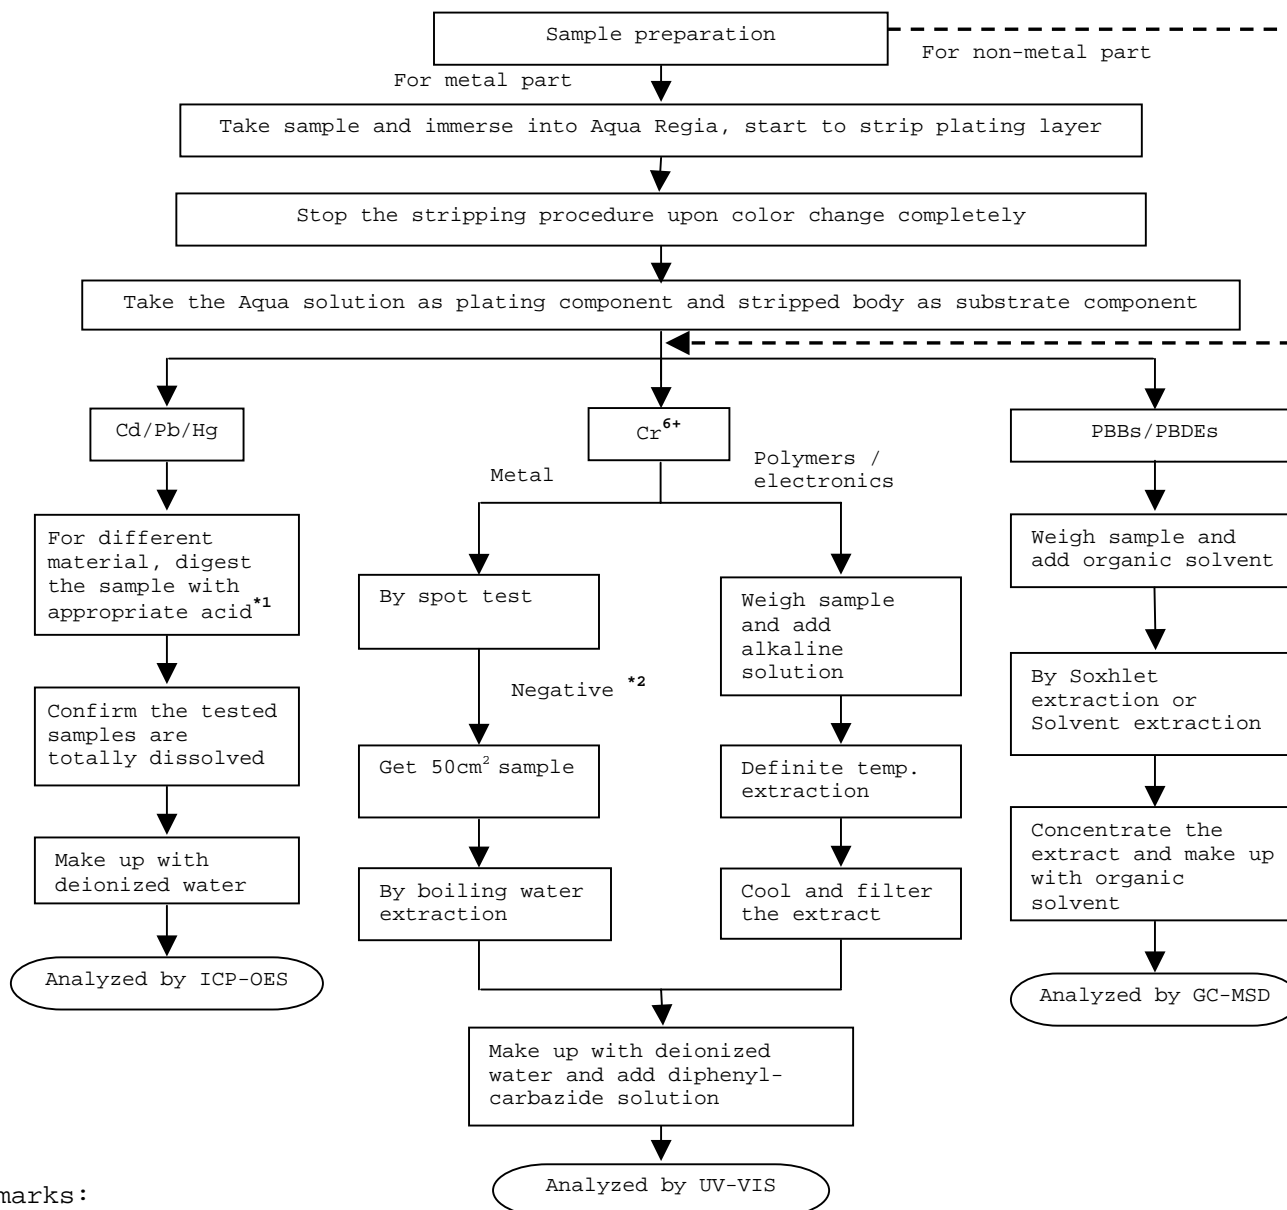 Sample preparation
For non-metal part
For metal part
Take sample and immerse into Aqua Regia, start to strip plating layer
Stop the stripping procedure upon color change completely
Take the Aqua solution as plating component and stripped body as substrate component
Cd/Pb/Hg
For different
material, digest
the sample with
appropriate acid*1
Confirm the tested
samples are
totally dissolved
Make up with
deionized water
Analyzed by ICP-OES
Cr6+
Metal
By spot test
Negative *2
Get 50cm2 sample
By boiling water
extraction
Polymers /
electronics
Weigh sample
and add
alkaline
solution
Definite temp.
extraction
Cool and filter
the extract
Make up with deionized
water and add diphenyl-
carbazide solution
Analyzed by UV-VIS
PBBs/PBDEs
Weigh sample and
add organic solvent
By Soxhlet
extraction or
Solvent extraction
Concentrate the
extract and make up
with organic
solvent
Analyzed by GC-MSD
marks: